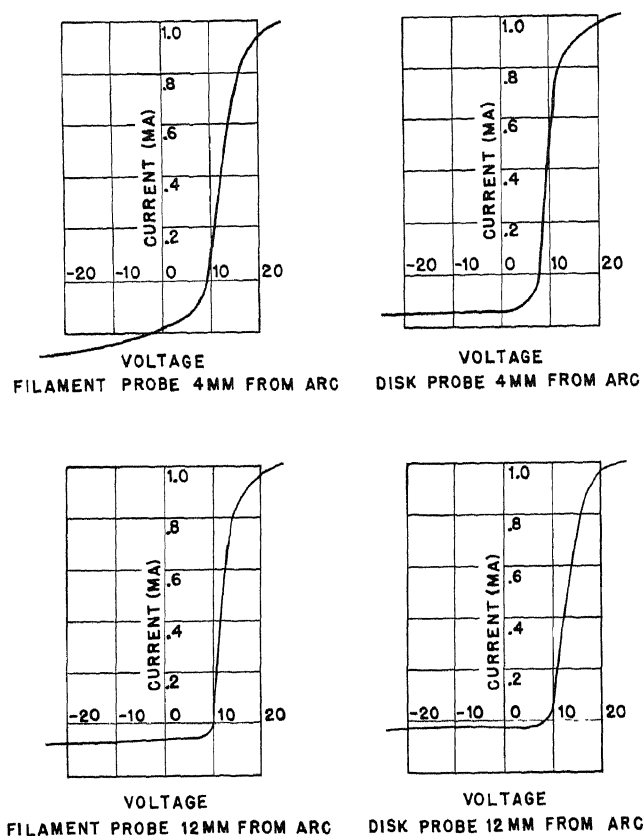 1.0
.8
.6
.4
.2
CURRENT (MA)
-20 -10 0 10 20
VOLTAGE
FILAMENT PROBE 4MM FROM ARC
1.0
.8
.6
.4
.2
CURRENT (MA)
-20 -10 0 10 20
VOLTAGE
DISK PROBE 4MM FROM ARC
1.0
.8
.6
.4
.2
CURRENT (MA)
-20 -10 0 10 20
VOLTAGE
FILAMENT PROBE 12MM FROM ARC
1.0
.8
.6
.4
.2
CURRENT (MA)
-20 -10 0 10 20
VOLTAGE
DISK PROBE 12MM FROM ARC